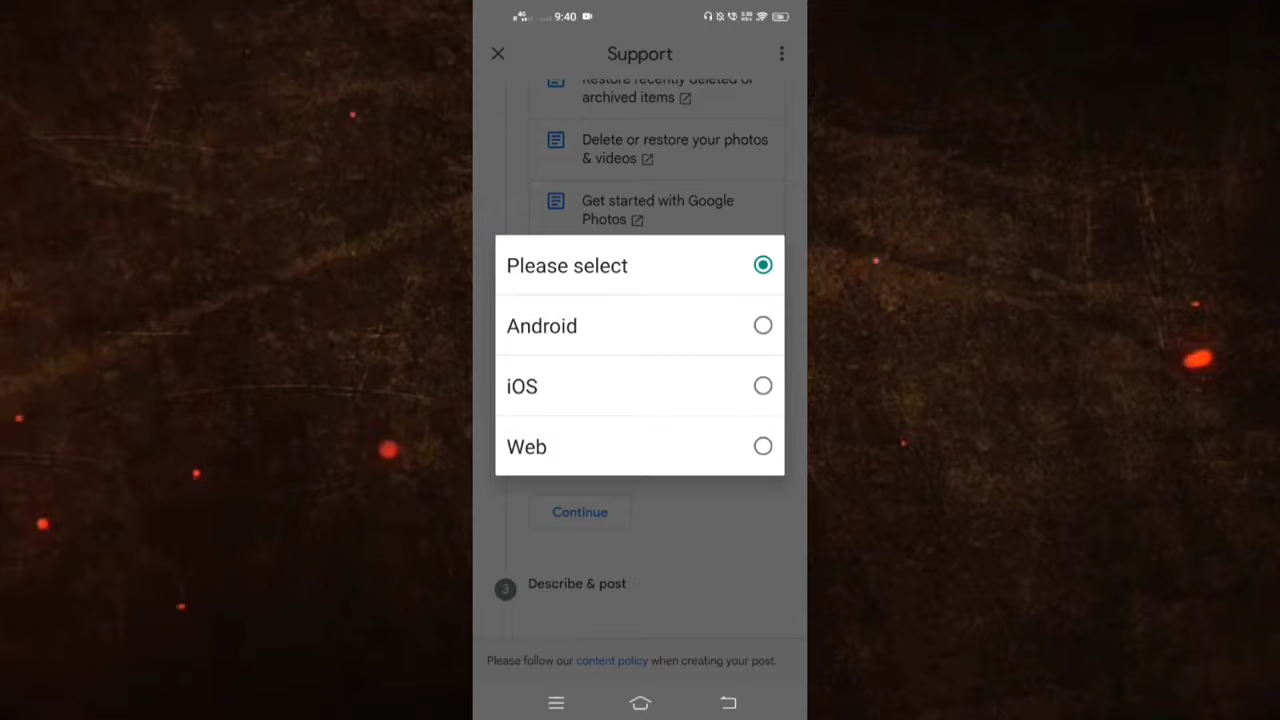 4G 9:40
Support
Restore recently deleted or
archived items
Delete or restore your photos
& videos
Get started with Google
Photos
Please select
Android
iOS
Web
Continue
3 Describe & post
Please follow our content policy when creating your post.